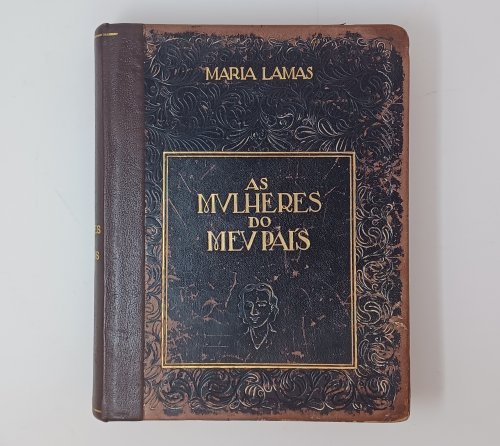 MARIA LAMAS
AS
MVLHERES
DO
MEV PAÍS